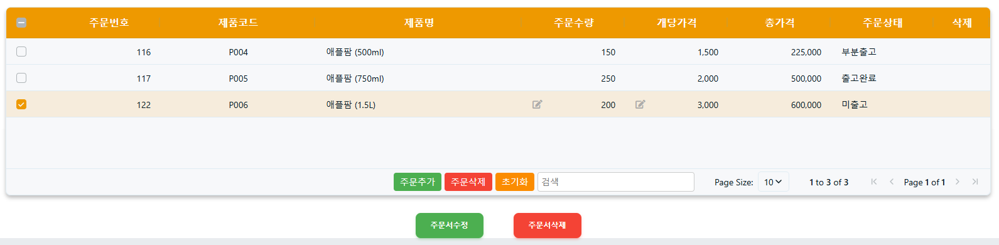 주문번호 제품코드 제품명 주문수량 개당가격 총가격 주문상태 삭제
116 P004 애플팜 (500ml) 150 1,500 225,000 부분출고
117 P005 애플팜 (750ml) 250 2,000 500,000 출고완료
122 P006 애플팜 (1.5L) 200 3,000 600,000 미출고
주문추가 주문삭제 초기화 검색 Page Size: 10 1 to 3 of 3 Page 1 of 1
주문서수정 주문서삭제